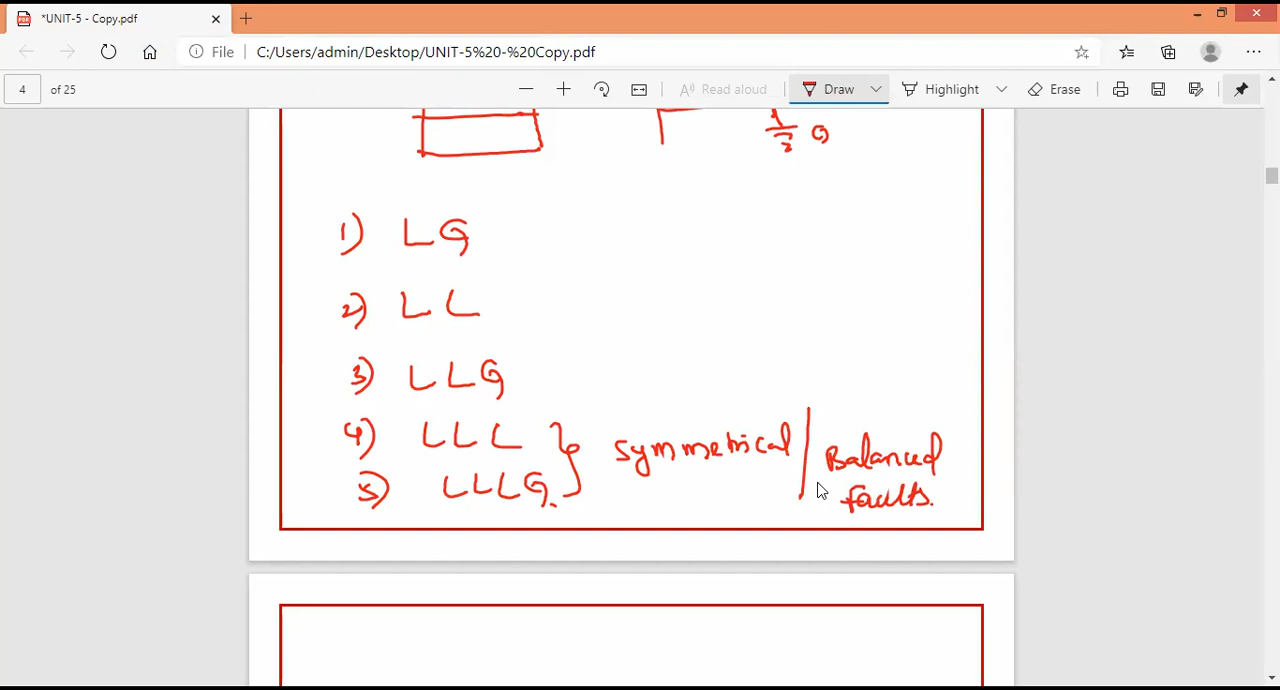 *UNIT-5 - Copy.pdf
File C:/Users/admin/Desktop/UNIT-5%20-%20Copy.pdf
4 of 25 Read aloud Draw Highlight Erase
G
1) LG
2) LL
3) LLG
4) LLL
5) LLLG.
symmetrical
Balanced
faults.